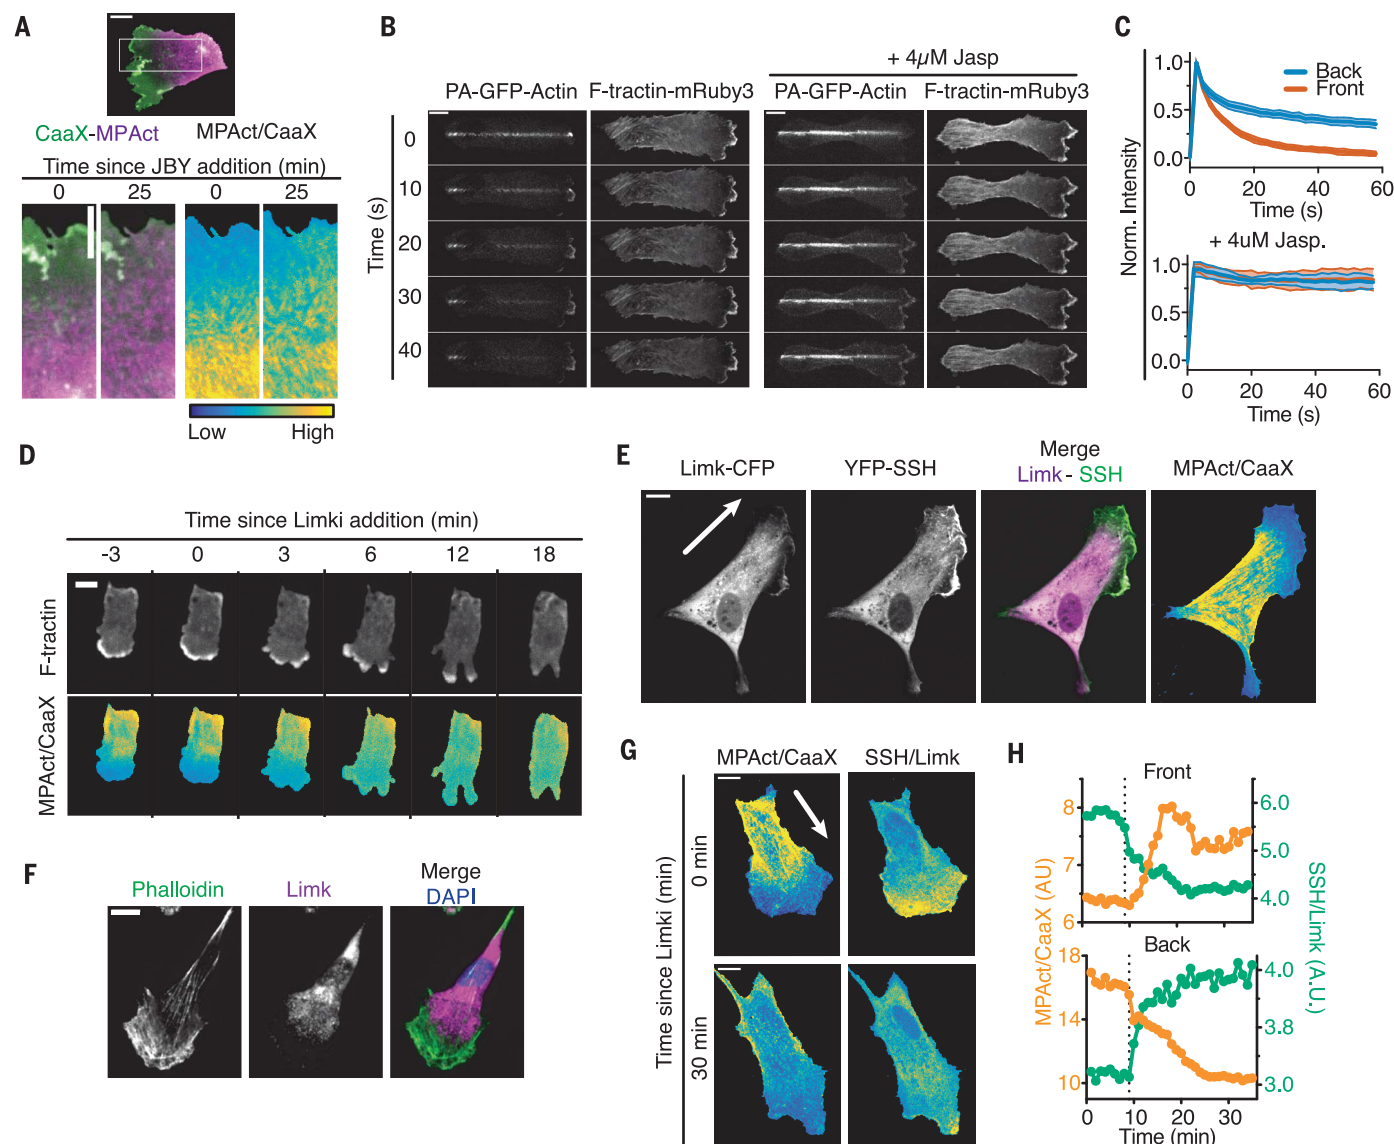 A
CaaX-MPAct
MPAct/CaaX
Time since JBY addition (min)
0
25
0
25
Low
High
B
+ 4µM Jasp
PA-GFP-Actin
F-tractin-mRuby3
PA-GFP-Actin
F-tractin-mRuby3
Time (s)
0
10
20
30
40
C
Norm. Intensity
1.0
0.5
0.0
Back
Front
0
20
40
60
Time (s)
+ 4uM Jasp.
1.0
0.5
0.0
0
20
40
60
Time (s)
D
Time since Limki addition (min)
-3
0
3
6
12
18
F-tractin
MPAct/CaaX
E
Limk-CFP
YFP-SSH
Merge
Limk - SSH
MPAct/CaaX
F
Phalloidin
Limk
Merge
DAPI
G
MPAct/CaaX
SSH/Limk
Time since Limki (min)
0 min
30 min
H
Front
8
7
6
6.0
5.0
4.0
MPAct/CaaX (AU)
SSH/Limk (A.U.)
Back
18
14
10
4.0
3.8
3.0
0
10
20
30
Time (min)